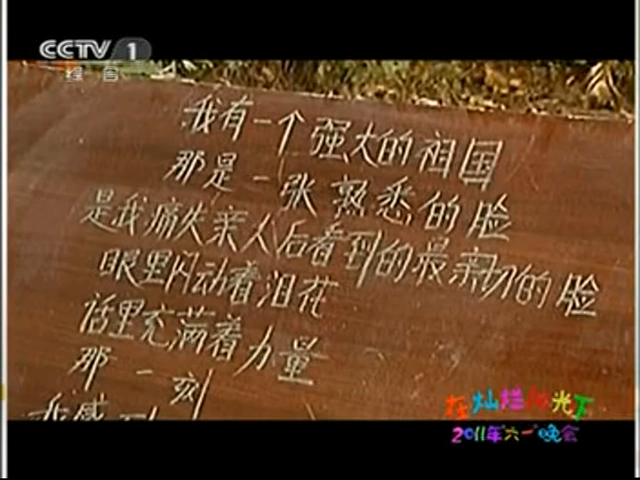 CCTV 1
综合
我有一个强大的祖国
那是一张熟悉的脸
是我痛失亲人后看到的最亲切的脸
眼里闪动着泪花
话里充满着力量
那一刻
我感到
在灿烂阳光下
2011年"六一"晚会